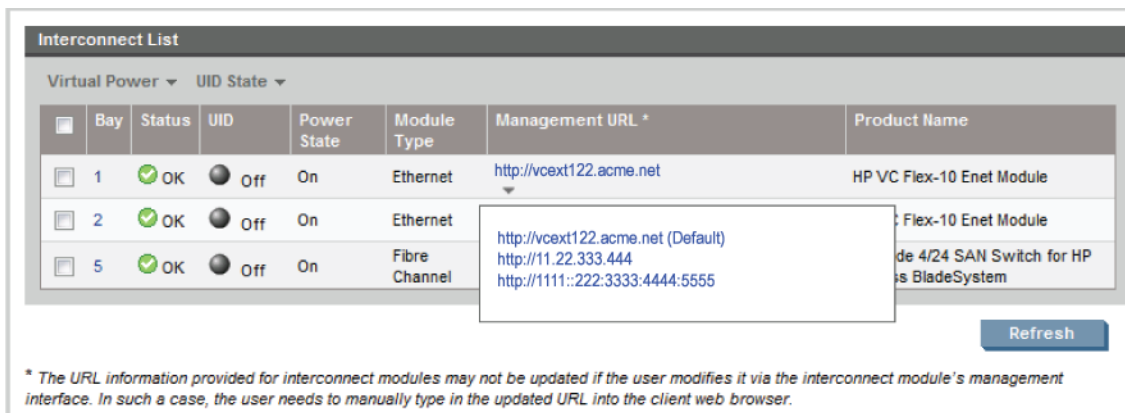 Interconnect List
Virtual Power UID State
Bay Status UID Power State Module Type Management URL * Product Name
1 OK Off On Ethernet http://vcext122.acme.net HP VC Flex-10 Enet Module
2 OK Off On Ethernet Flex-10 Enet Module
5 OK Off On Fibre Channel 4/24 SAN Switch for HP BladeSystem
http://vcext122.acme.net (Default)
http://11.22.333.444
http://1111::222:3333:4444:5555
Refresh
* The URL information provided for interconnect modules may not be updated if the user modifies it via the interconnect module's management
interface. In such a case, the user needs to manually type in the updated URL into the client web browser.